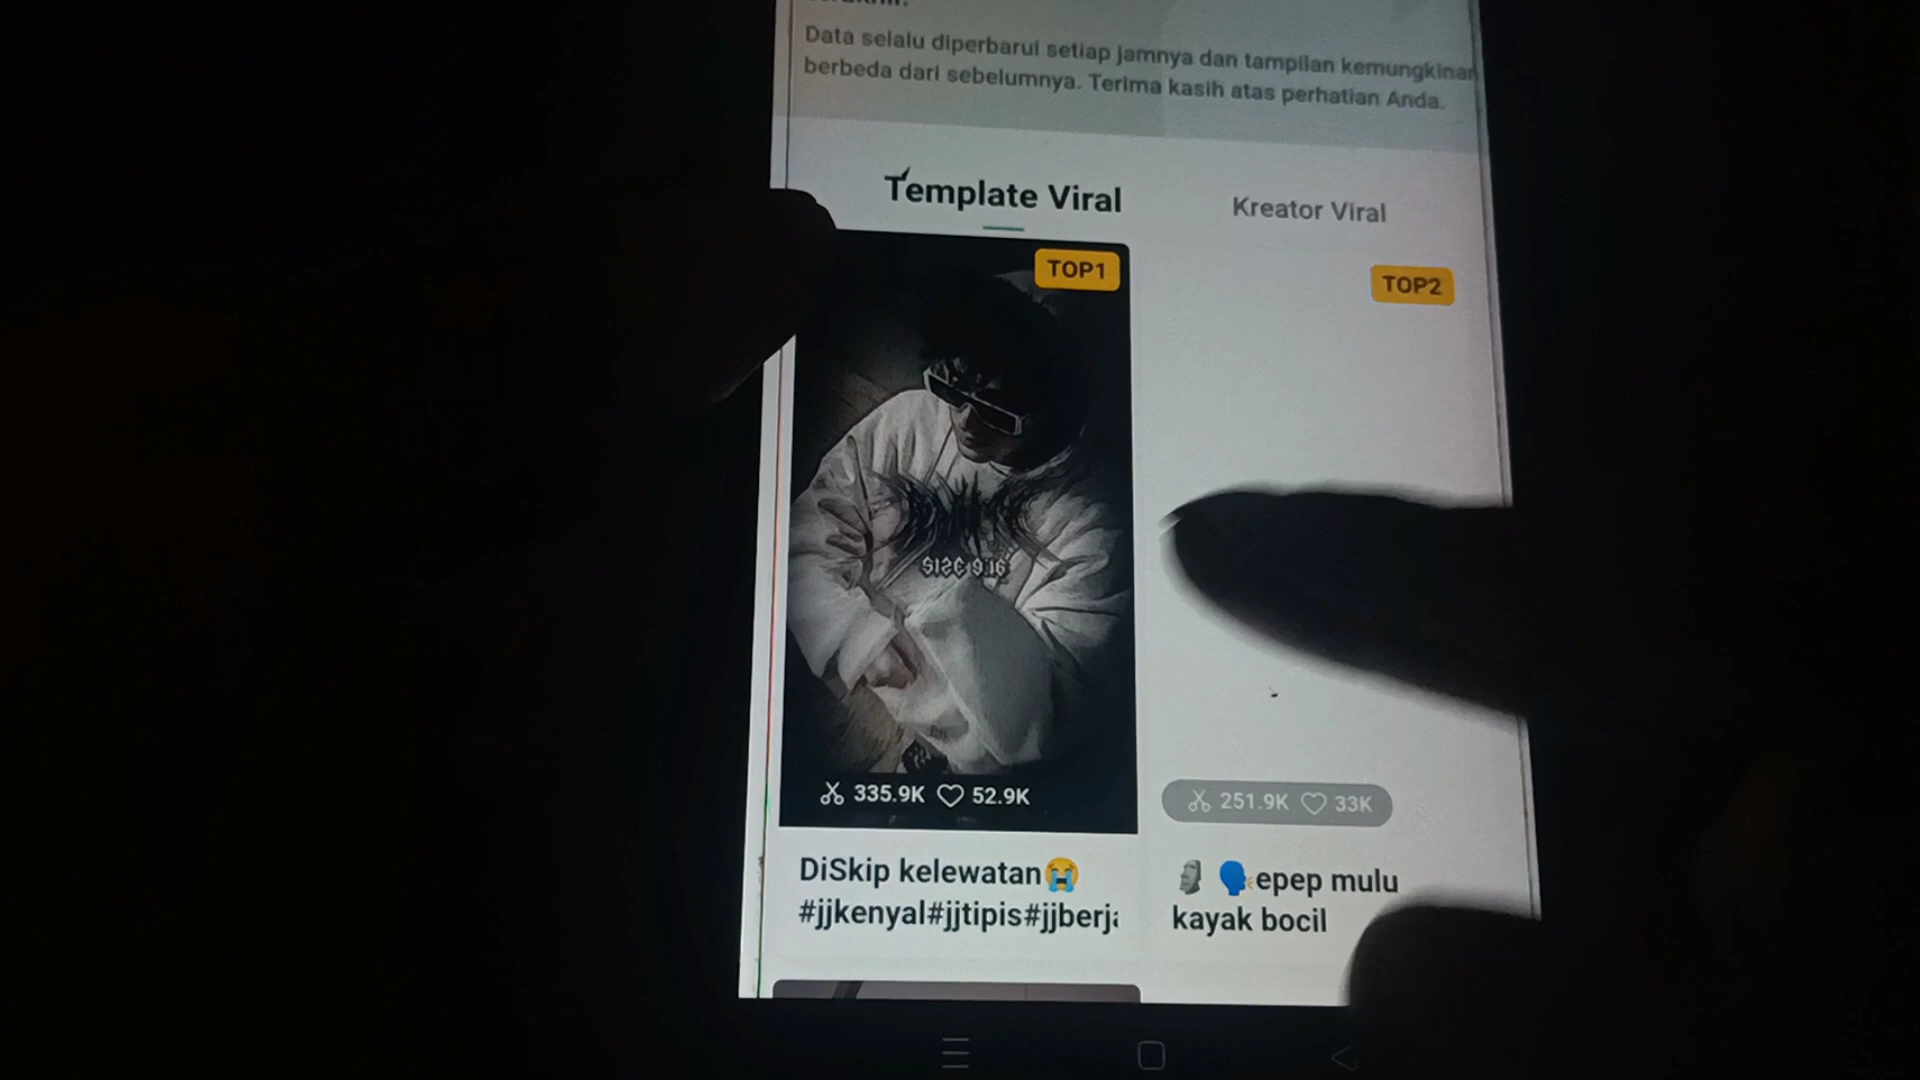 Data selalu diperbarui setiap jamnya dan tampilan kemungkinan
berbeda dari sebelumnya. Terima kasih atas perhatian Anda.
Template Viral
Kreator Viral
TOP1
TOP2
SIZE 9:16
335.9K 52.9K
251.9K 33K
DiSkip kelewatan😭
#jjkenyal#jjtipis#jjberja
🗿 🗣️epep mulu
kayak bocil